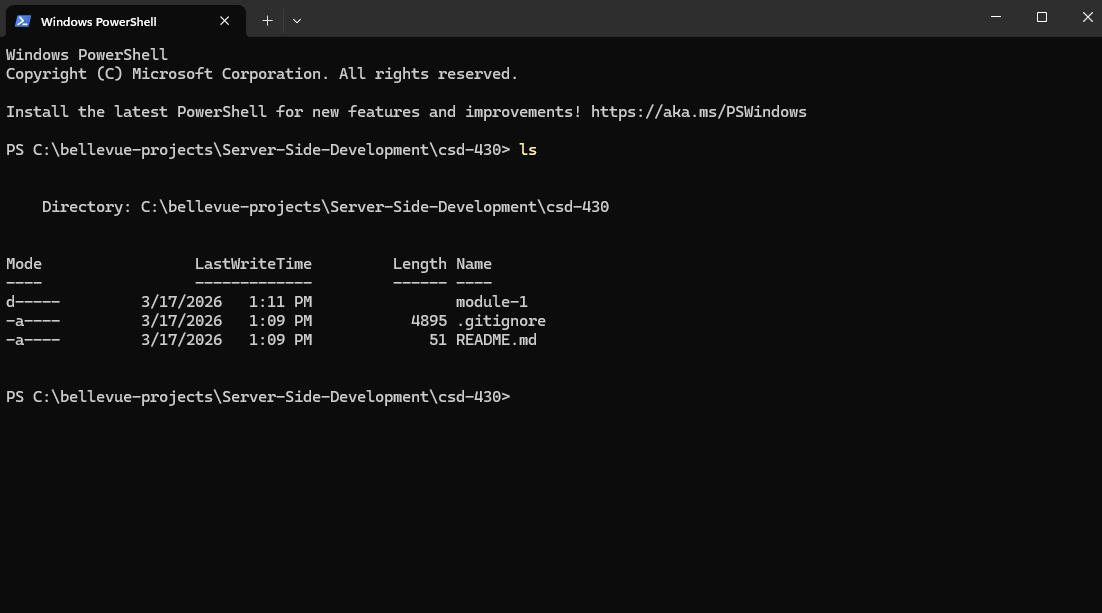 Windows PowerShell
Windows PowerShell
Copyright (C) Microsoft Corporation. All rights reserved.
Install the latest PowerShell for new features and improvements! https://aka.ms/PSWindows
PS C:\bellevue-projects\Server-Side-Development\csd-430> ls
Directory: C:\bellevue-projects\Server-Side-Development\csd-430
Mode                 LastWriteTime         Length Name
----                 -------------         ------ ----
d-----         3/17/2026   1:11 PM                module-1
-a----         3/17/2026   1:09 PM           4895 .gitignore
-a----         3/17/2026   1:09 PM             51 README.md
PS C:\bellevue-projects\Server-Side-Development\csd-430>